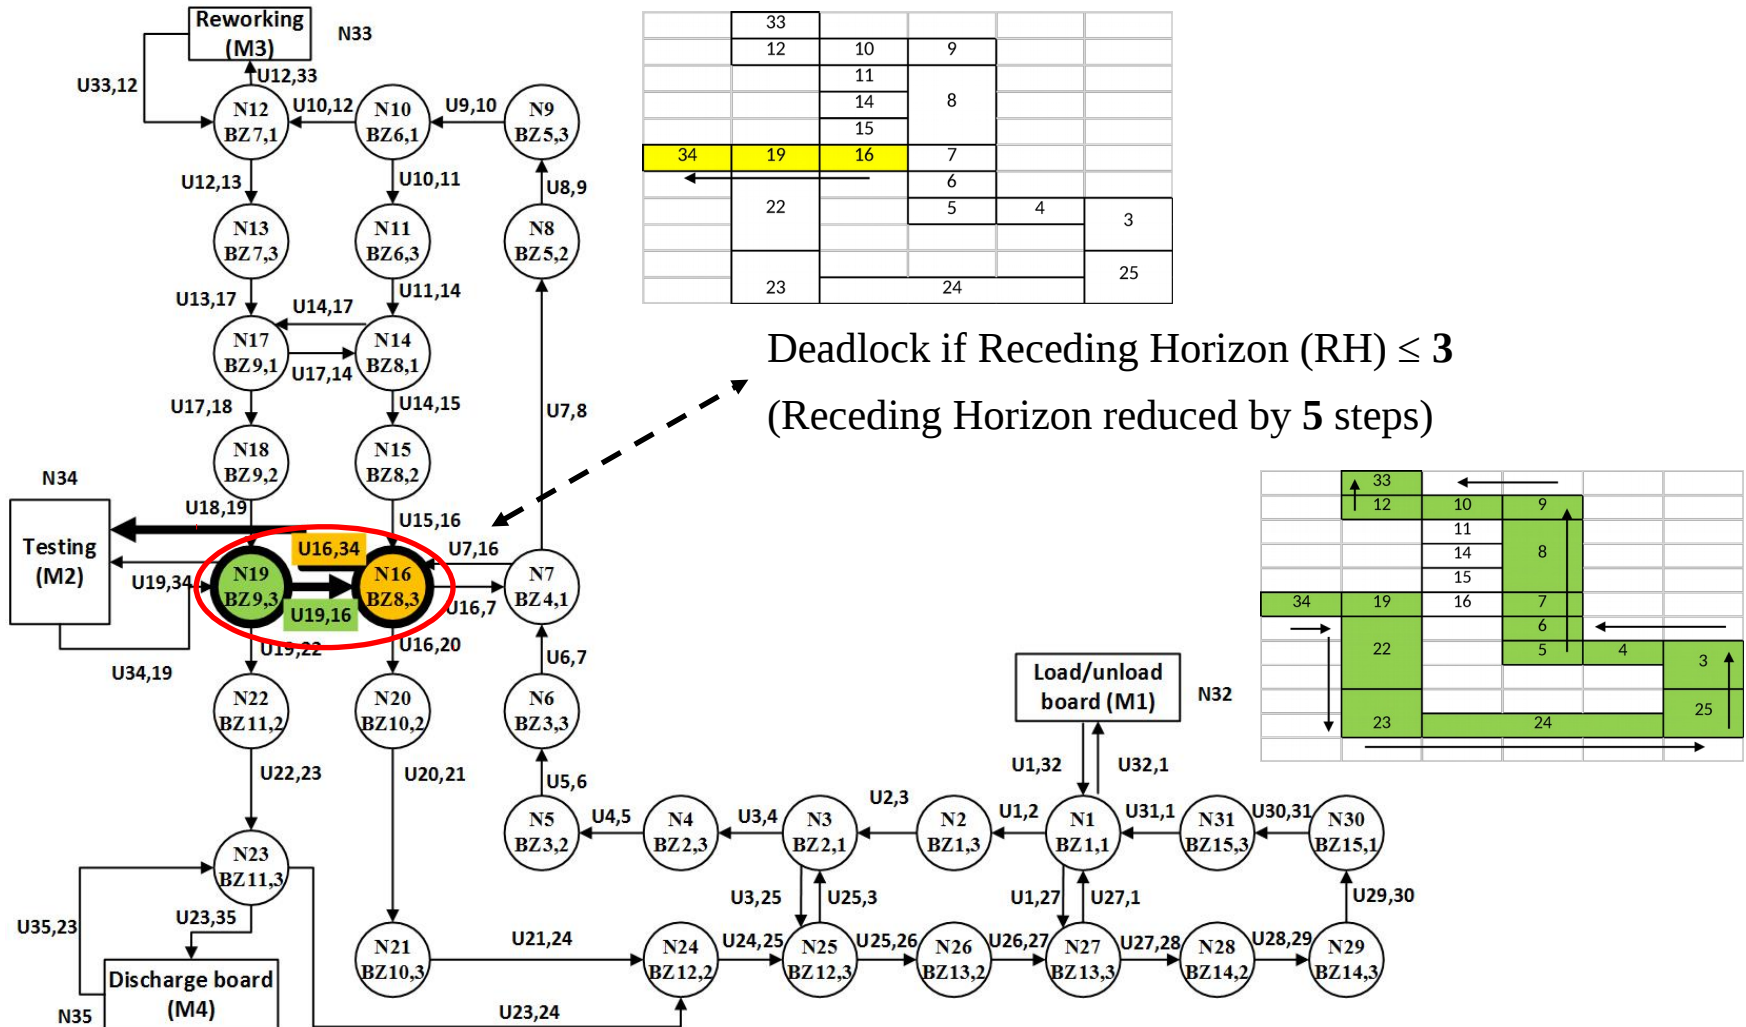 Reworking
(M3)
N33
U33,12
U12,33
N12
BZ7,1
U10,12
N10
BZ6,1
U9,10
N9
BZ5,3
U12,13
U10,11
U8,9
N13
BZ7,3
N11
BZ6,3
N8
BZ5,2
U13,17
U14,17
U11,14
N17
BZ9,1
U17,14
N14
BZ8,1
U17,18
U14,15
U7,8
N18
BZ9,2
N15
BZ8,2
N34
Testing
(M2)
U18,19
U15,16
U16,34
U7,16
U19,34
N19
BZ9,3
U19,16
N16
BZ8,3
U16,7
N7
BZ4,1
U34,19
U19,22
U16,20
U6,7
N22
BZ11,2
N20
BZ10,2
N6
BZ3,3
U22,23
U20,21
U5,6
Load/unload
board (M1)
N32
U1,32
U32,1
N5
BZ3,2
U4,5
N4
BZ2,3
U3,4
N3
BZ2,1
U2,3
N2
BZ1,3
U1,2
N1
BZ1,1
U31,1
N31
BZ15,3
U30,31
N30
BZ15,1
N23
BZ11,3
U3,25
U25,3
U1,27
U27,1
U29,30
U35,23
U23,35
N21
BZ10,3
U21,24
N24
BZ12,2
U24,25
N25
BZ12,3
U25,26
N26
BZ13,2
U26,27
N27
BZ13,3
U27,28
N28
BZ14,2
U28,29
N29
BZ14,3
Discharge board
(M4)
N35
U23,24
33
12 10 9
11
14 8
15
34 19 16 7
6
22 5 4 3
25
23 24
Deadlock if Receding Horizon (RH) ≤ 3
(Receding Horizon reduced by 5 steps)
33
12 10 9
11
14 8
15
34 19 16 7
6
22 5 4 3
25
23 24